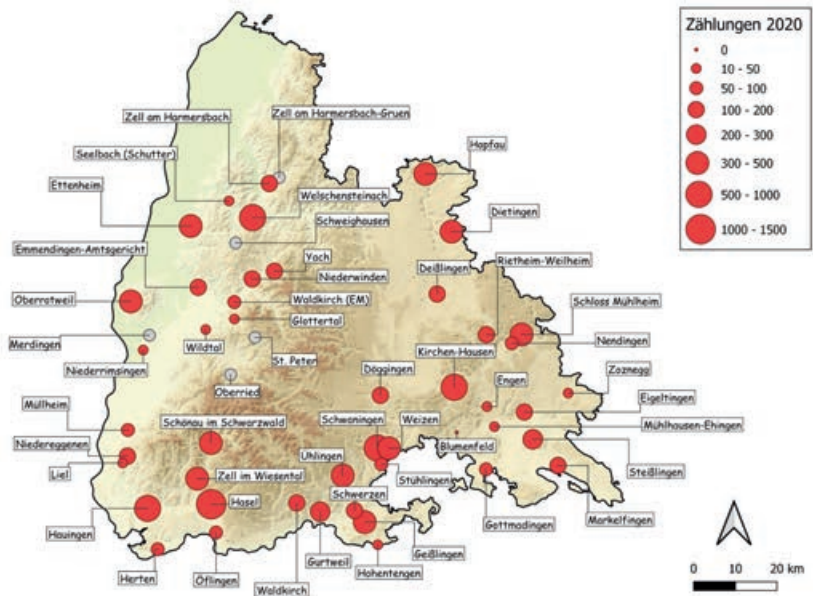 Zählungen 2020
0
10 - 50
50 - 100
100 - 200
200 - 300
300 - 500
500 - 1000
1000 - 1500
Zell am Harmersbach
Zell am Harmersbach-Gruen
Hapfau
Seelbach (Schutter)
Ettenheim
Welschensteinach
Schweighausen
Dietingen
Emmendingen-Amtsgericht
Yach
Rietheim-Weilheim
Niederwinden
Deißlingen
Oberrotweil
Waldkirch (EM)
Schloss Mühlheim
Glottertal
Merdingen
Wildtal
St. Peter
Nendingen
Niederrimsingen
Kirchen-Hausen
Döggingen
Zoznegg
Oberried
Engen
Eigeltingen
Müllheim
Schönau im Schwarzwald
Schwaningen
Weizen
Mühlhausen-Ehingen
Niedereggenen
Blumenfeld
Ühlingen
Liel
Zell im Wiesental
Stühlingen
Steißlingen
Hasel
Schwerzen
Hauingen
Gottmadingen
Markelfingen
Gurtweil
Geißlingen
Herten
Öflingen
Waldkirch
Hohentengen
0 10 20 km